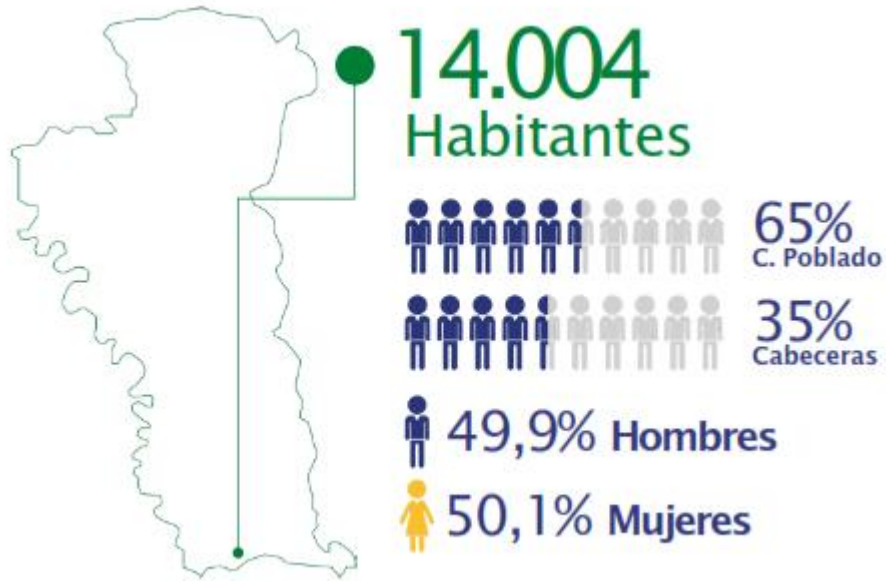 14.004
Habitantes
65%
C. Poblado
35%
Cabeceras
49,9% Hombres
50,1% Mujeres